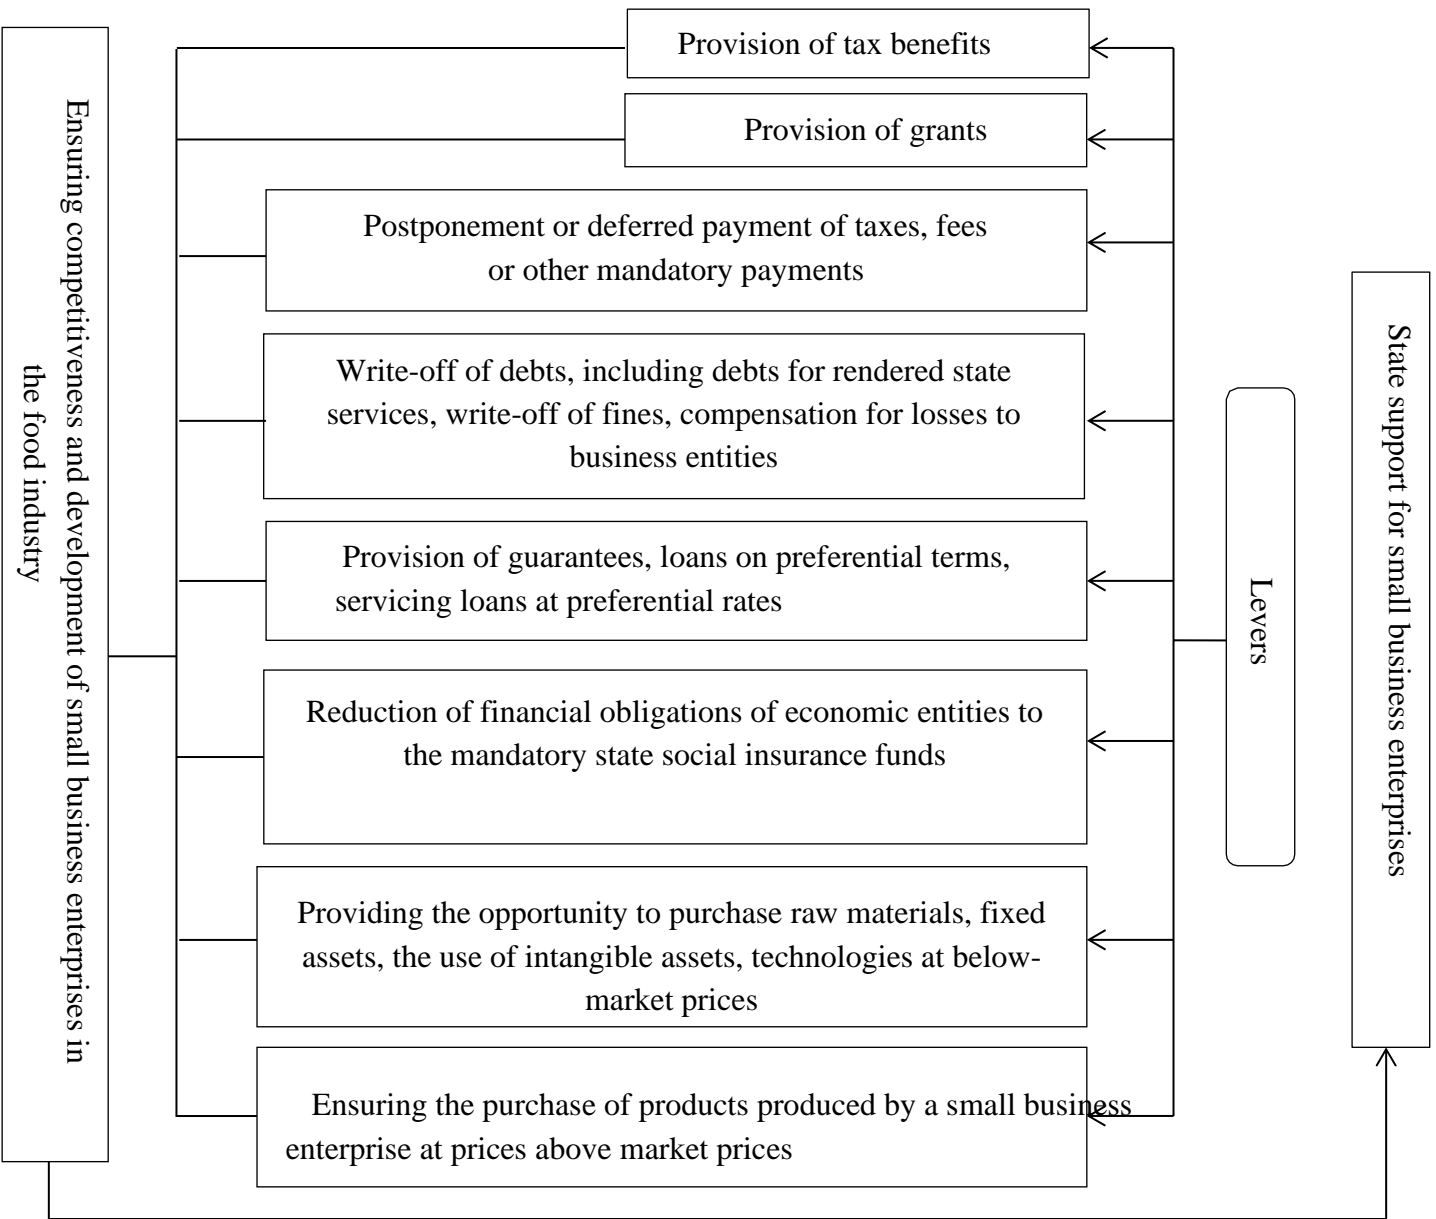 Provision of tax benefits
Provision of grants
Postponement or deferred payment of taxes, fees
or other mandatory payments
Write-off of debts, including debts for rendered state
services, write-off of fines, compensation for losses to
business entities
Provision of guarantees, loans on preferential terms,
servicing loans at preferential rates
Reduction of financial obligations of economic entities to
the mandatory state social insurance funds
Providing the opportunity to purchase raw materials, fixed
assets, the use of intangible assets, technologies at below-
market prices
Ensuring the purchase of products produced by a small business
enterprise at prices above market prices
Ensuring competitiveness and development of small business enterprises in
the food industry
Levers
State support for small business enterprises